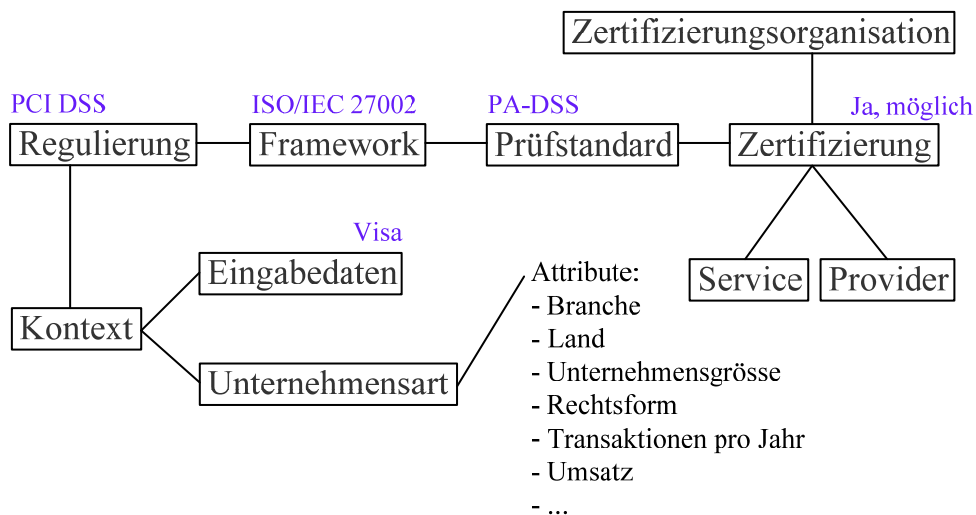 Zertifizierungsorganisation
PCI DSS
ISO/IEC 27002
PA-DSS
Ja, möglich
Regulierung
Framework
Prüfstandard
Zertifizierung
Visa
Eingabedaten
Attribute:
Service
Provider
- Branche
Kontext
- Land
- Unternehmensgrösse
Unternehmensart
- Rechtsform
- Transaktionen pro Jahr
- Umsatz
- ...